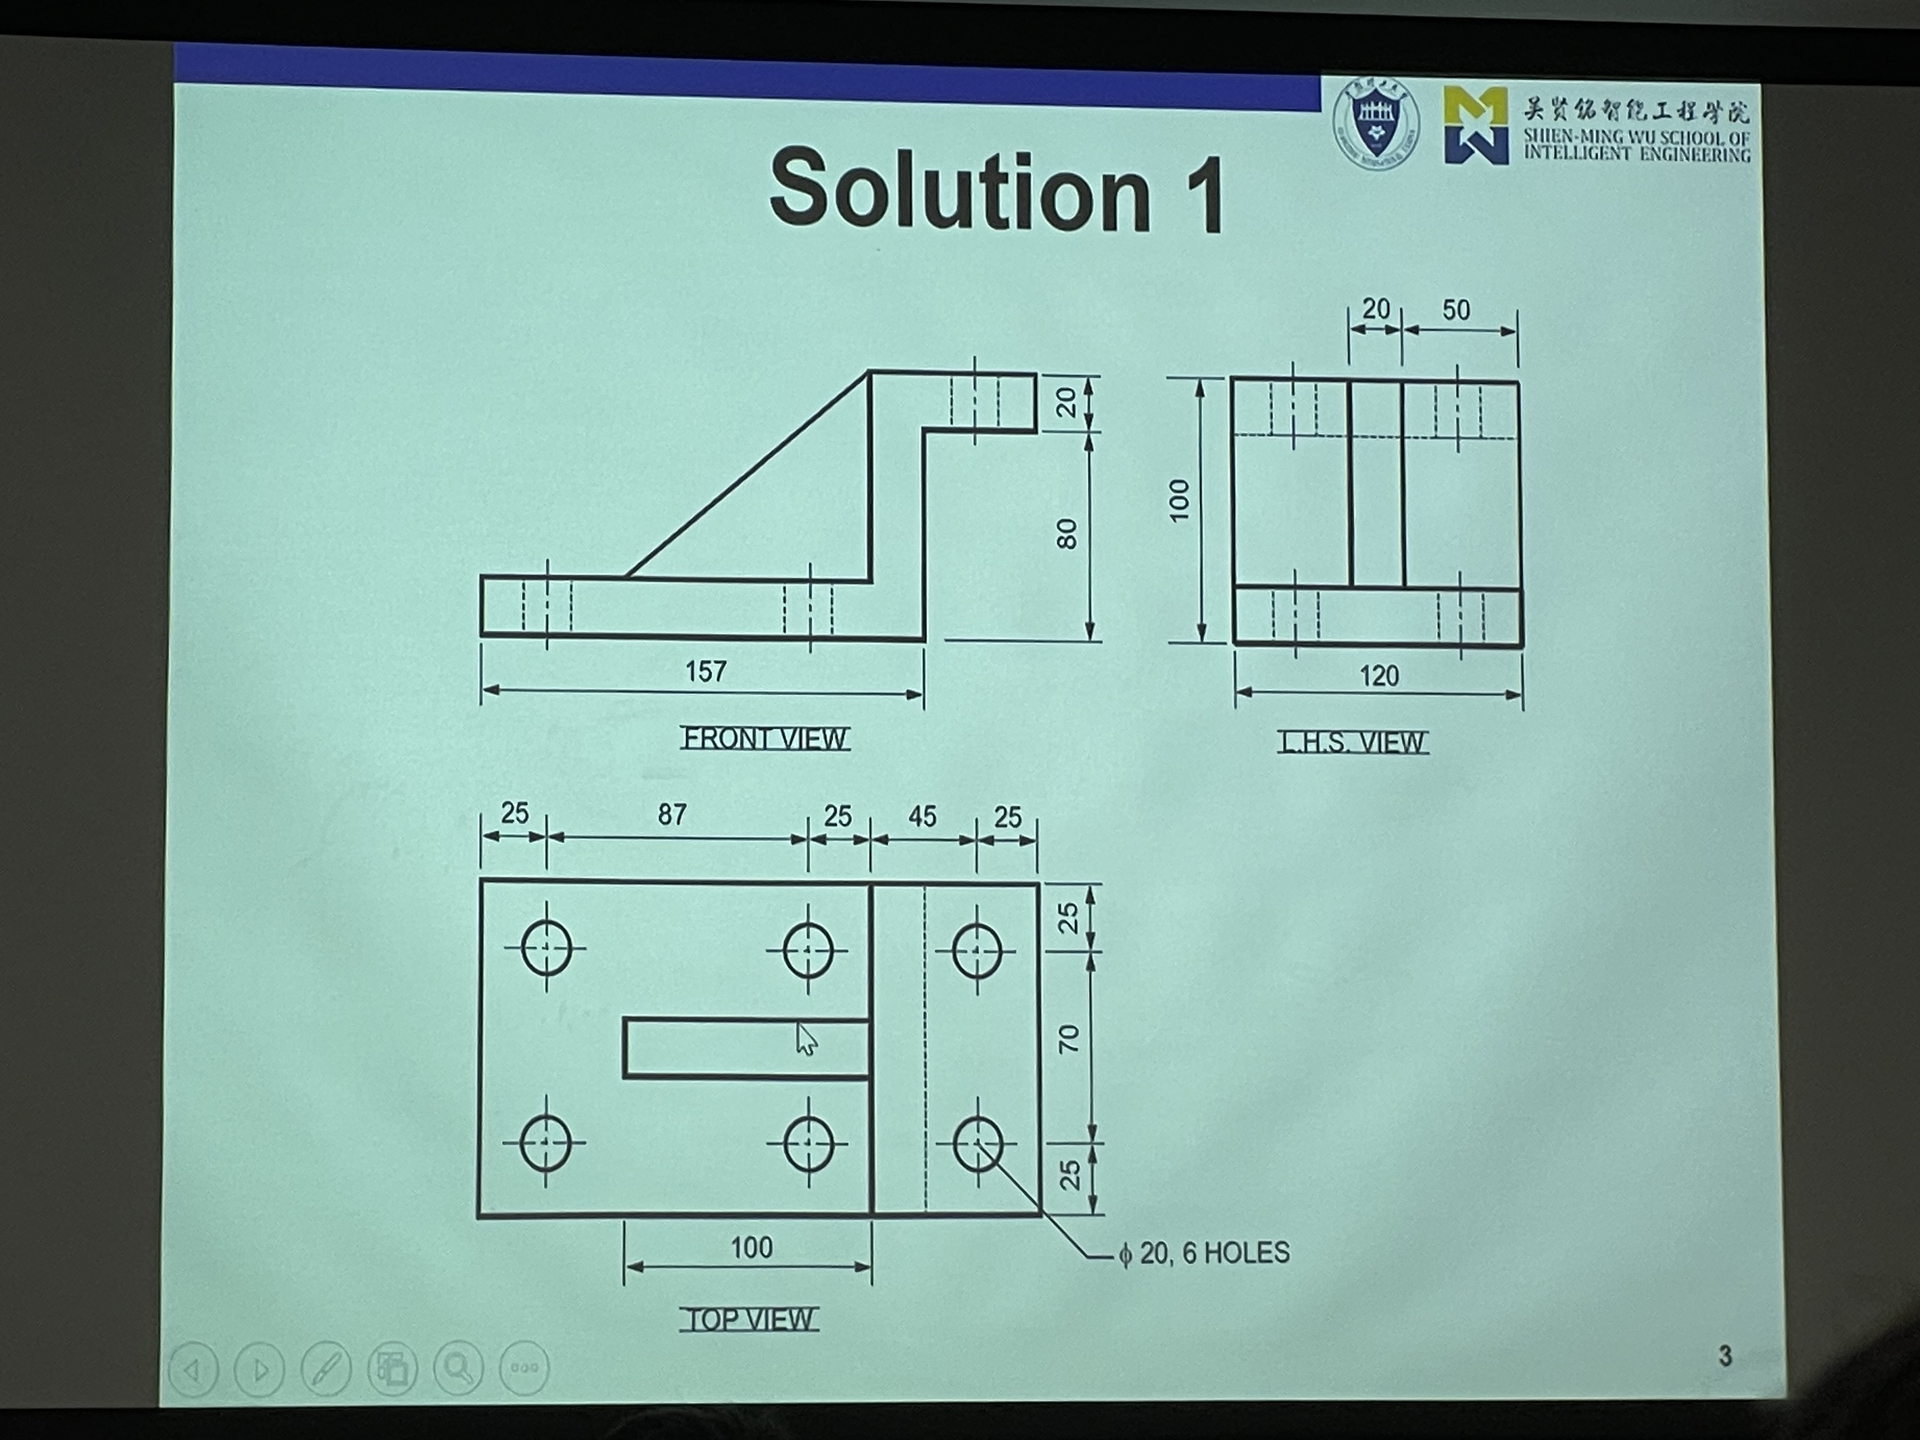 吴贤铭智能工程学院
SHIEN-MING WU SCHOOL OF
INTELLIGENT ENGINEERING
Solution 1
20 50
20
80
100
157
120
FRONT VIEW
L.H.S. VIEW
25 87 25 45 25
25
70
25
100
ϕ 20, 6 HOLES
TOP VIEW
3